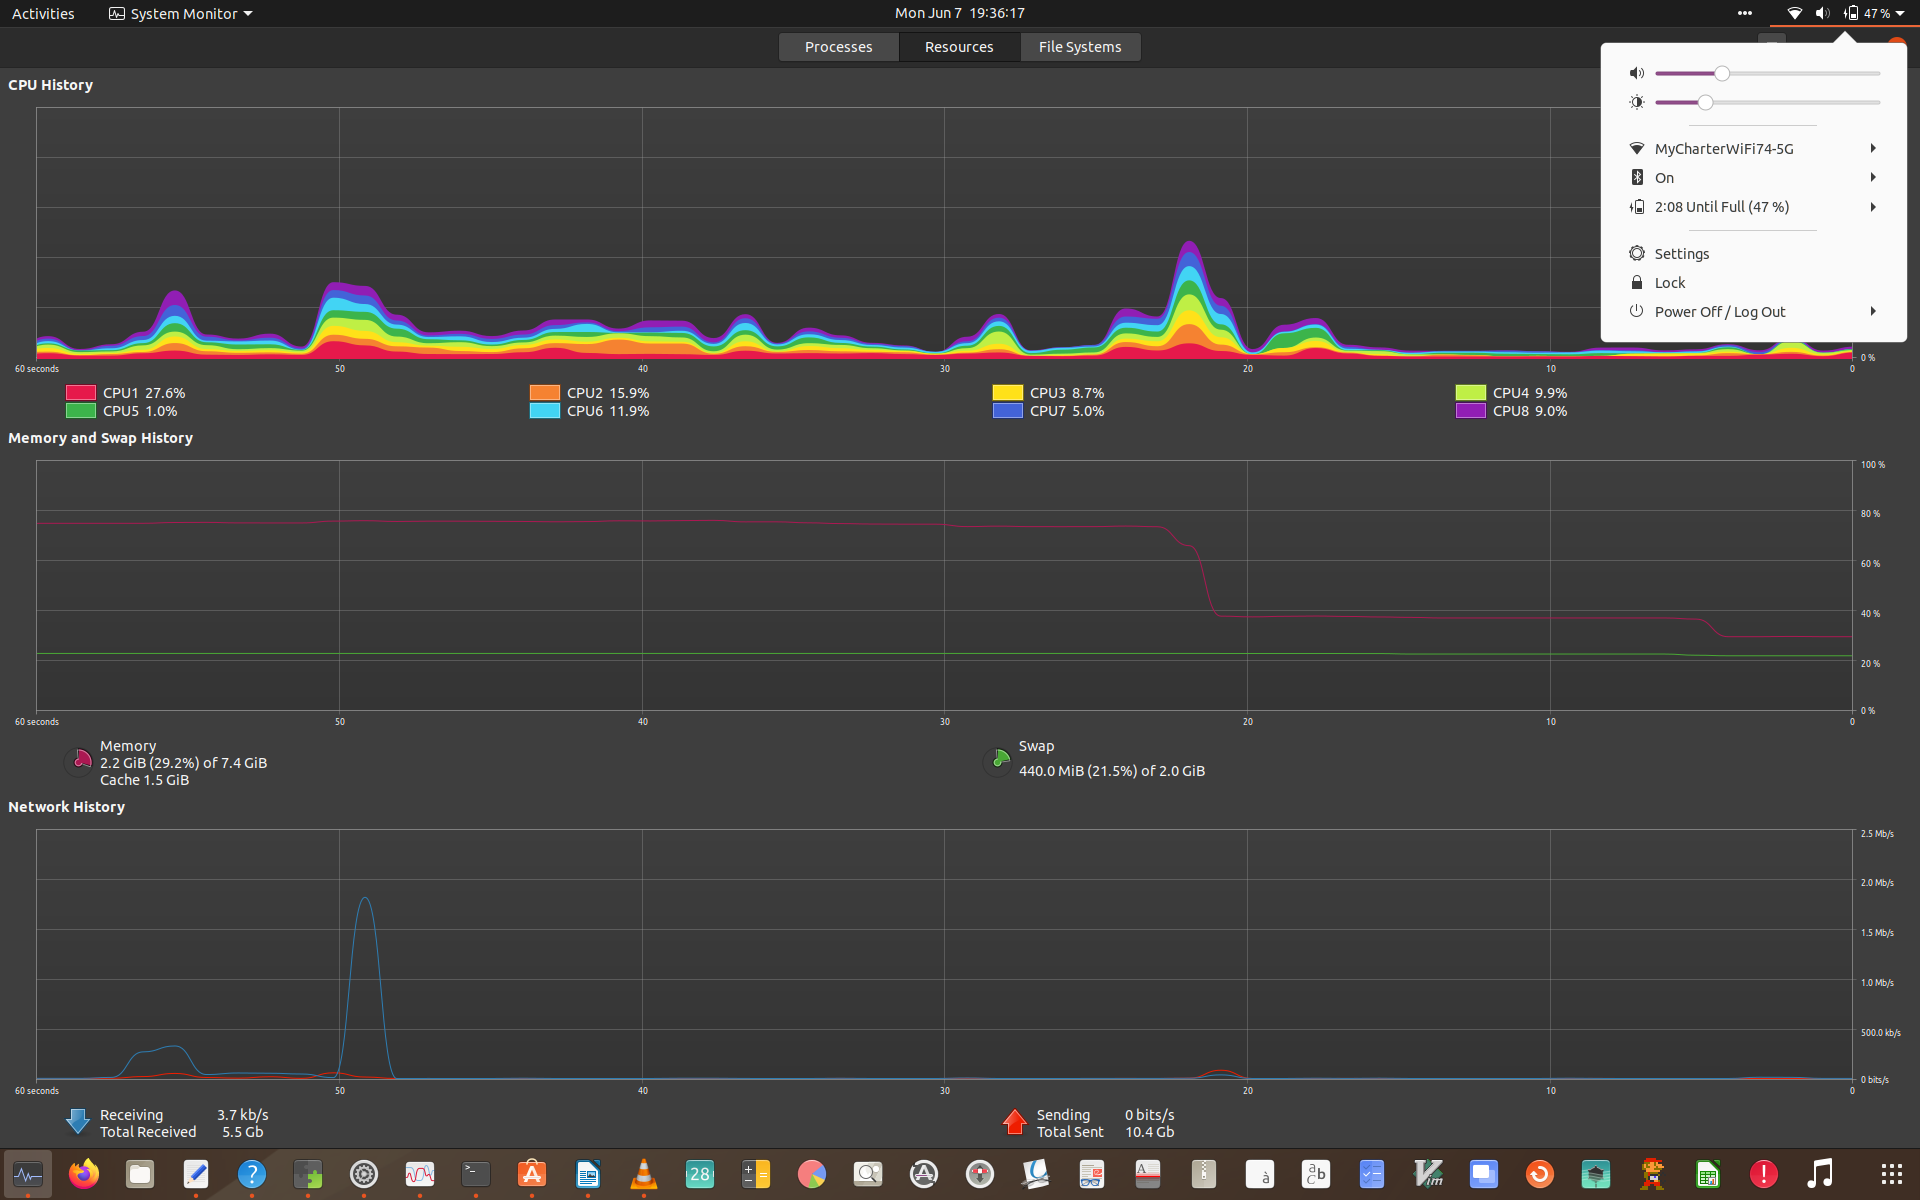 Activities System Monitor Mon Jun 7 19:36:17 47 %
Processes Resources File Systems
CPU History
MyCharterWiFi74-5G
On
2:08 Until Full (47 %)
Settings
Lock
Power Off / Log Out
0 %
60 seconds 50 40 30 20 10 0
CPU1 27.6% CPU2 15.9% CPU3 8.7% CPU4 9.9%
CPU5 1.0% CPU6 11.9% CPU7 5.0% CPU8 9.0%
Memory and Swap History
100 %
80 %
60 %
40 %
20 %
0 %
60 seconds 50 40 30 20 10 0
Memory
2.2 GiB (29.2%) of 7.4 GiB
Cache 1.5 GiB
Swap
440.0 MiB (21.5%) of 2.0 GiB
Network History
2.5 Mb/s
2.0 Mb/s
1.5 Mb/s
1.0 Mb/s
500.0 kb/s
0 bits/s
60 seconds 50 40 30 20 10 0
Receiving 3.7 kb/s
Total Received 5.5 Gb
Sending 0 bits/s
Total Sent 10.4 Gb
28